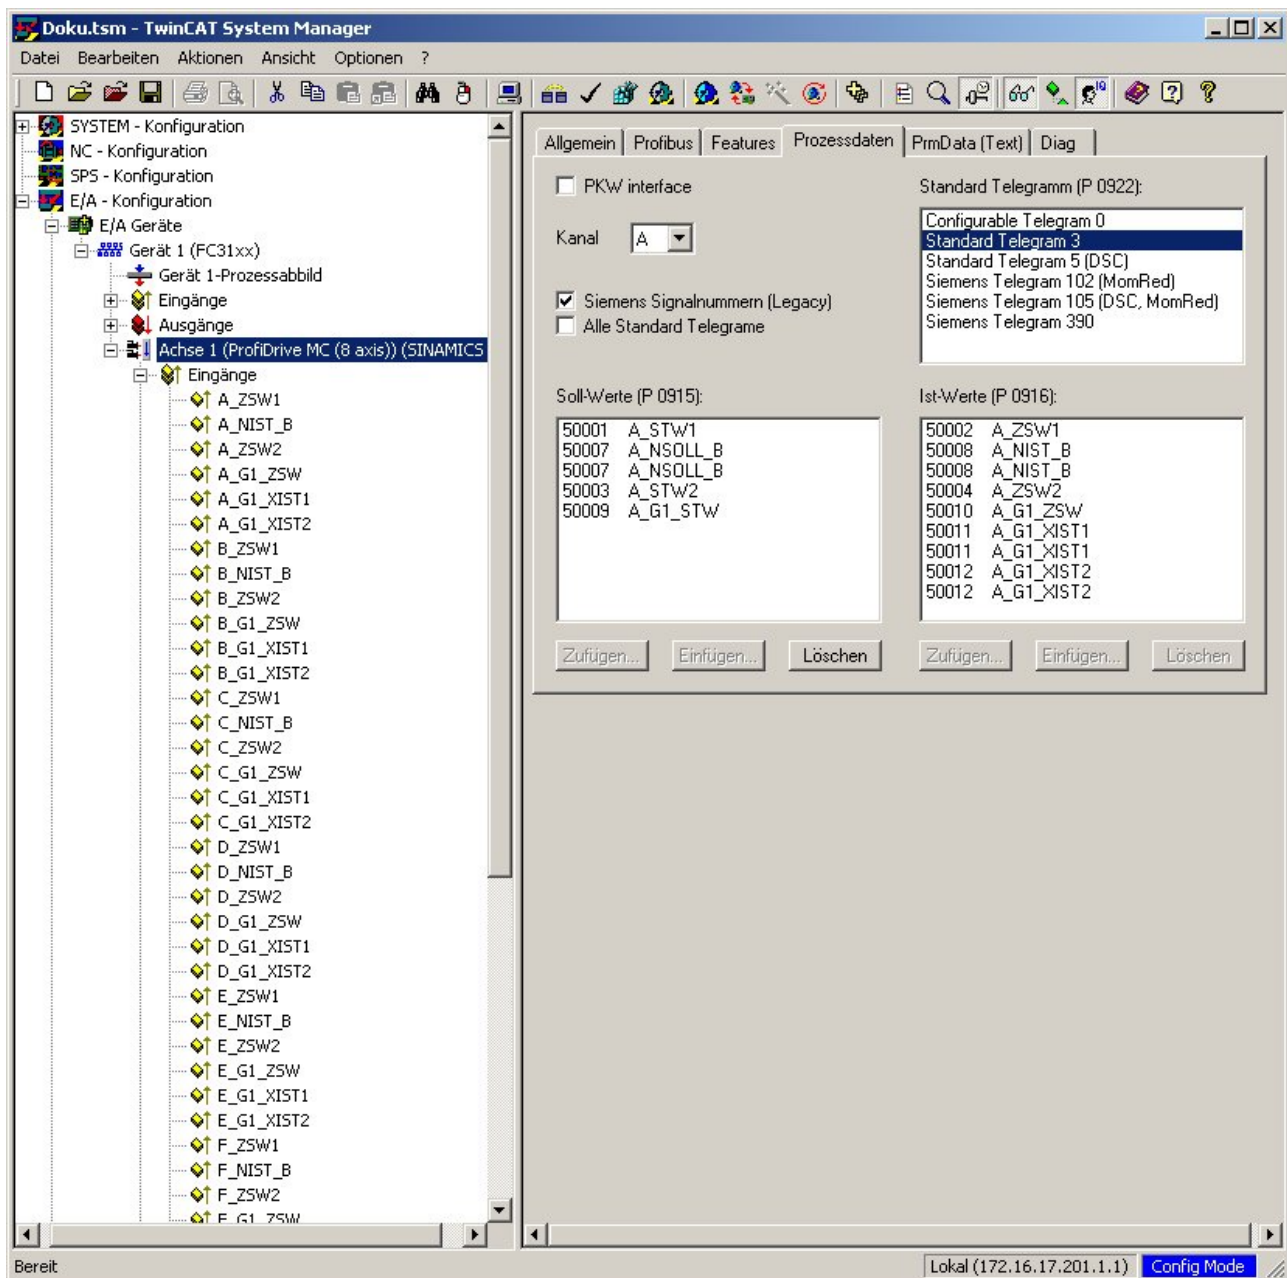 Doku.tsm - TwinCAT System Manager
Datei Bearbeiten Aktionen Ansicht Optionen ?
SYSTEM - Konfiguration
NC - Konfiguration
SPS - Konfiguration
E/A - Konfiguration
E/A Geräte
Gerät 1 (FC31xx)
Gerät 1-Prozessabbild
Eingänge
Ausgänge
Achse 1 (ProfiDrive MC (8 axis)) (SINAMICS
Eingänge
A_ZSW1
A_NIST_B
A_ZSW2
A_G1_ZSW
A_G1_XIST1
A_G1_XIST2
B_ZSW1
B_NIST_B
B_ZSW2
B_G1_ZSW
B_G1_XIST1
B_G1_XIST2
C_ZSW1
C_NIST_B
C_ZSW2
C_G1_ZSW
C_G1_XIST1
C_G1_XIST2
D_ZSW1
D_NIST_B
D_ZSW2
D_G1_ZSW
D_G1_XIST1
D_G1_XIST2
E_ZSW1
E_NIST_B
E_ZSW2
E_G1_ZSW
E_G1_XIST1
E_G1_XIST2
F_ZSW1
F_NIST_B
F_ZSW2
F_G1_ZSW
Allgemein Profibus Features Prozessdaten PrmData (Text) Diag
PKW interface
Kanal A
Siemens Signalnummern (Legacy)
Alle Standard Telegrame
Standard Telegramm (P 0922):
Configurable Telegram 0
Standard Telegram 3
Standard Telegram 5 (DSC)
Siemens Telegram 102 (MomRed)
Siemens Telegram 105 (DSC, MomRed)
Siemens Telegram 390
Soll-Werte (P 0915):
50001 A_STW1
50007 A_NSOLL_B
50007 A_NSOLL_B
50003 A_STW2
50009 A_G1_STW
Zufügen... Einfügen... Löschen
Ist-Werte (P 0916):
50002 A_ZSW1
50008 A_NIST_B
50008 A_NIST_B
50004 A_ZSW2
50010 A_G1_ZSW
50011 A_G1_XIST1
50011 A_G1_XIST1
50012 A_G1_XIST2
50012 A_G1_XIST2
Zufügen... Einfügen... Löschen
Bereit
Lokal (172.16.17.201.1.1) Config Mode